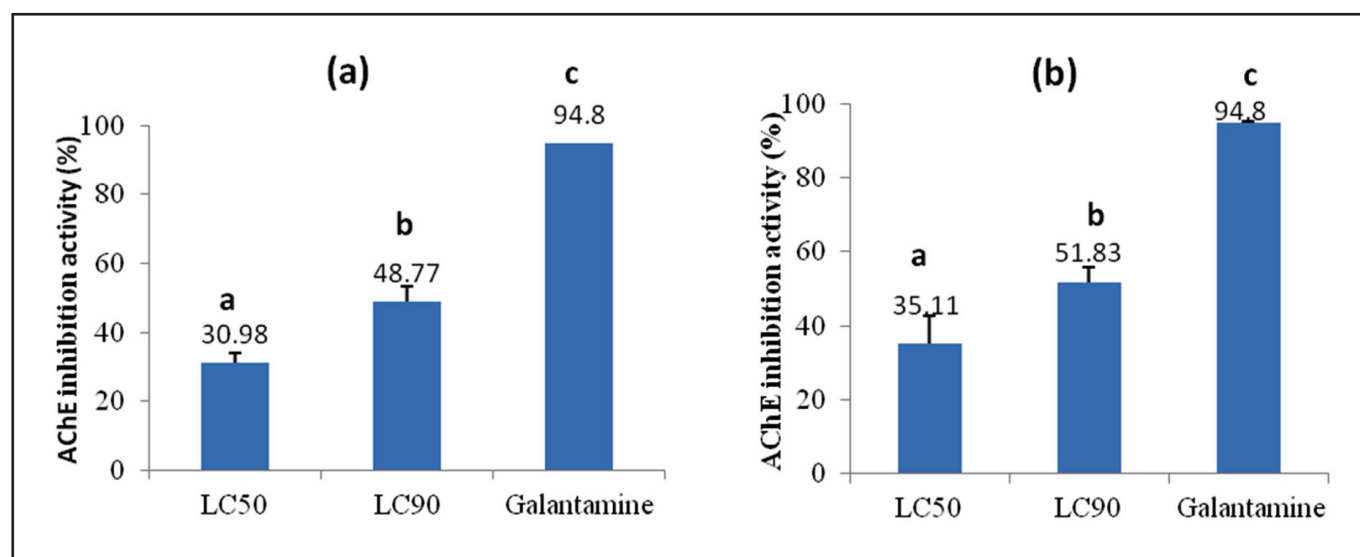 (a)
c
94.8
100
80
b
60
48.77
a
40
30.98
20
0
AChE inhibition activity (%)
LC50 LC90 Galantamine
(b)
c
94.8
100
80
b
60
51.83
a
35.11
40
20
0
AChE inhibition activity (%)
LC50 LC90 Galantamine